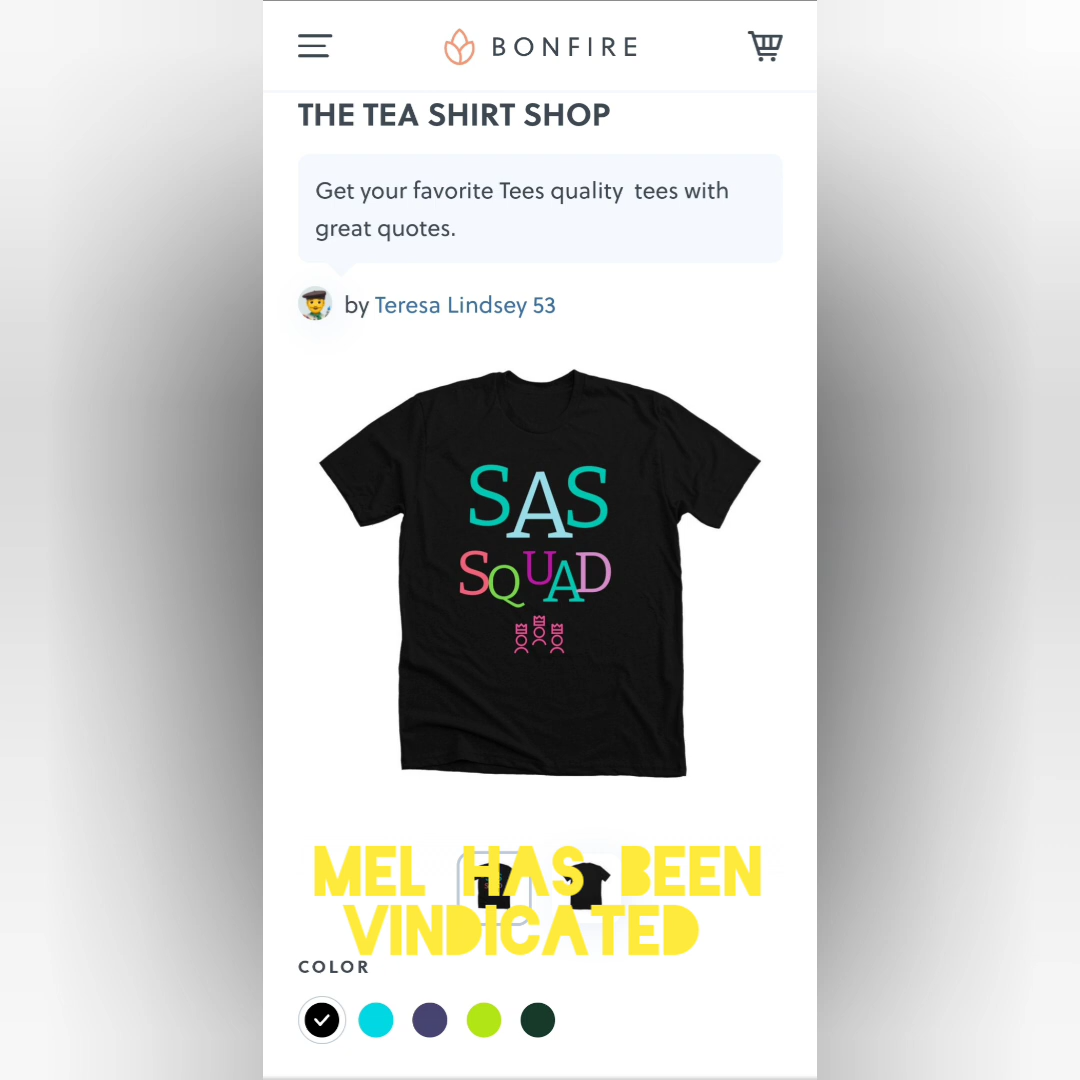 BONFIRE
THE TEA SHIRT SHOP
Get your favorite Tees quality tees with
great quotes.
by Teresa Lindsey 53
SAS
SQUAD
MEL HAS BEEN
VINDICATED
COLOR